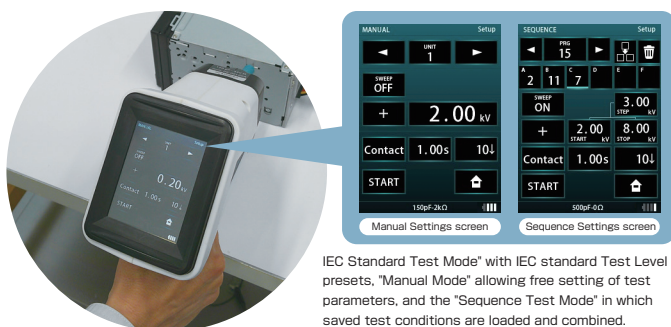 MANUAL Setup
◄ UNIT 1 ►
SWEEP OFF
+ 2.00 kV
Contact 1.00s 10↓
START
150pF-2kΩ
Manual Settings screen
SEQUENCE Setup
◄ PRG 15 ►
A 2 B 11 C 7 D E F
SWEEP ON 3.00 STEP kV
+ 2.00 START kV 8.00 STOP kV
Contact 1.00s 10↓
START
500pF-0Ω
Sequence Settings screen
Setup
0.20 kV
OFF
Contact 1.00s 10↓
START
IEC Standard Test Mode" with IEC standard Test Level
presets, "Manual Mode" allowing free setting of test
parameters, and the "Sequence Test Mode" in which
saved test conditions are loaded and combined.